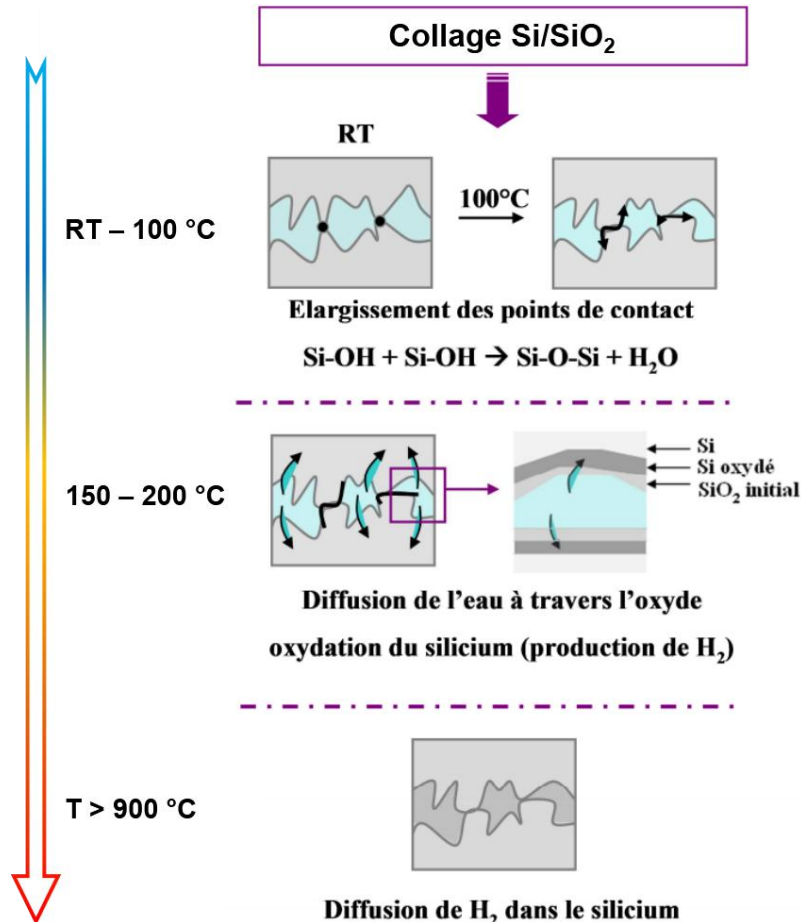 Collage Si/SiO₂
RT
RT – 100 °C
100°C
Elargissement des points de contact
Si-OH + Si-OH → Si-O-Si + H₂O
150 – 200 °C
Si
Si oxydé
SiO₂ initial
Diffusion de l’eau à travers l’oxyde
oxydation du silicium (production de H₂)
T > 900 °C
Diffusion de H₂ dans le silicium